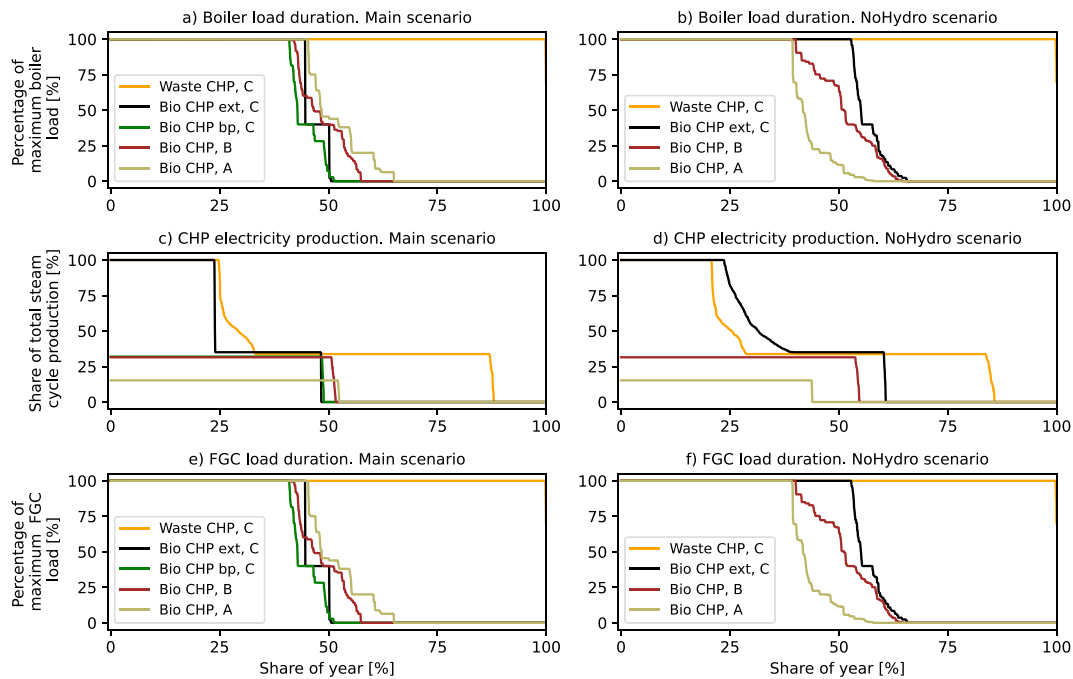 a) Boiler load duration. Main scenario
Percentage of
maximum boiler
load [%]
100
75
50
25
0
Waste CHP, C
Bio CHP ext, C
Bio CHP bp, C
Bio CHP, B
Bio CHP, A
0
25
50
75
100
b) Boiler load duration. NoHydro scenario
100
75
50
25
0
Waste CHP, C
Bio CHP ext, C
Bio CHP, B
Bio CHP, A
0
25
50
75
100
c) CHP electricity production. Main scenario
Share of total steam
cycle production [%]
100
75
50
25
0
0
25
50
75
100
d) CHP electricity production. NoHydro scenario
100
75
50
25
0
0
25
50
75
100
e) FGC load duration. Main scenario
Percentage of
maximum FGC
load [%]
100
75
50
25
0
Waste CHP, C
Bio CHP ext, C
Bio CHP bp, C
Bio CHP, B
Bio CHP, A
0
25
50
75
100
Share of year [%]
f) FGC load duration. NoHydro scenario
100
75
50
25
0
Waste CHP, C
Bio CHP ext, C
Bio CHP, B
Bio CHP, A
0
25
50
75
100
Share of year [%]